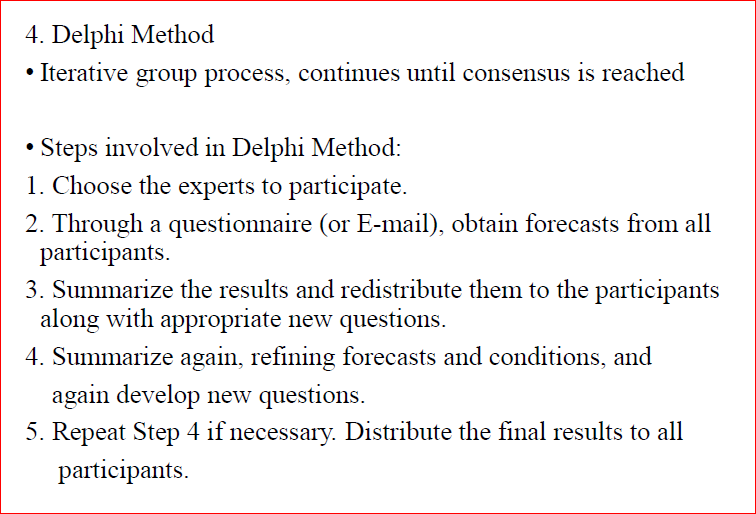 4. Delphi Method
• Iterative group process, continues until consensus is reached
• Steps involved in Delphi Method:
1. Choose the experts to participate.
2. Through a questionnaire (or E-mail), obtain forecasts from all
participants.
3. Summarize the results and redistribute them to the participants
along with appropriate new questions.
4. Summarize again, refining forecasts and conditions, and
again develop new questions.
5. Repeat Step 4 if necessary. Distribute the final results to all
participants.